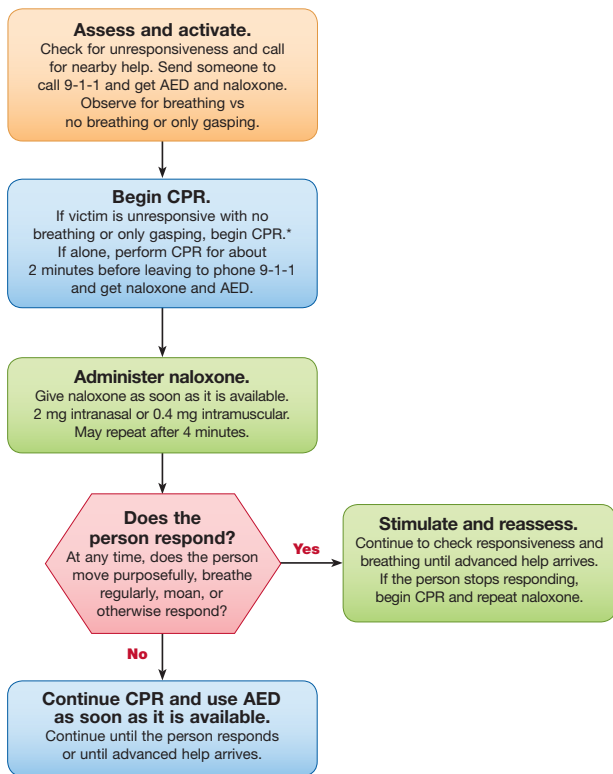 Assess and activate.
Check for unresponsiveness and call
for nearby help. Send someone to
call 9-1-1 and get AED and naloxone.
Observe for breathing vs
no breathing or only gasping.
Begin CPR.
If victim is unresponsive with no
breathing or only gasping, begin CPR.*
If alone, perform CPR for about
2 minutes before leaving to phone 9-1-1
and get naloxone and AED.
Administer naloxone.
Give naloxone as soon as it is available.
2 mg intranasal or 0.4 mg intramuscular.
May repeat after 4 minutes.
Does the
person respond?
At any time, does the person
move purposefully, breathe
regularly, moan, or
otherwise respond?
Yes
Stimulate and reassess.
Continue to check responsiveness and
breathing until advanced help arrives.
If the person stops responding,
begin CPR and repeat naloxone.
No
Continue CPR and use AED
as soon as it is available.
Continue until the person responds
or until advanced help arrives.